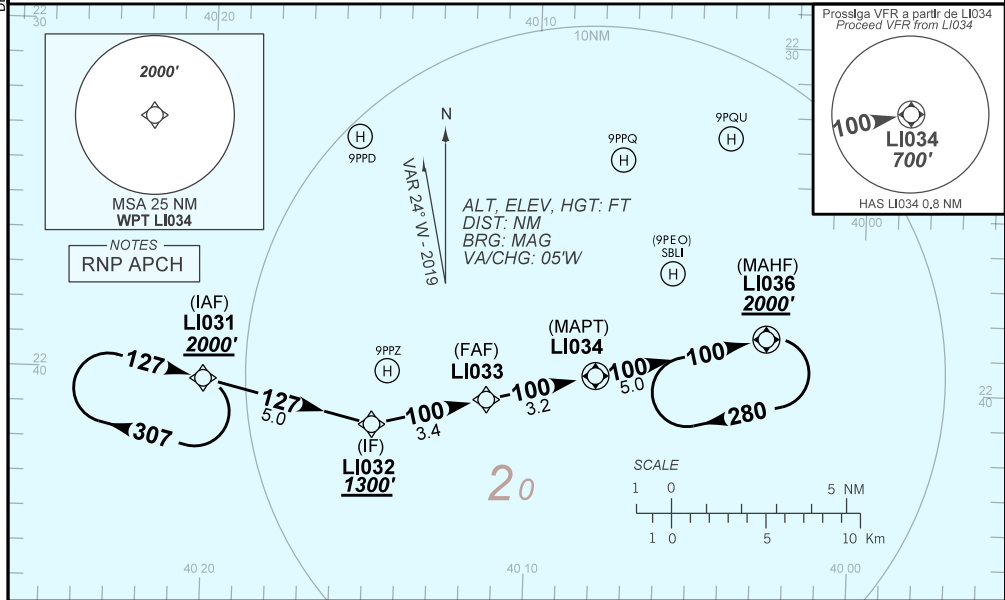 22
30
40 20
40 10
10NM
22
30
2000'
MSA 25 NM
WPT LI034
NOTES
RNP APCH
H
9PPD
N
VAR 24° W - 2019
ALT, ELEV, HGT: FT
DIST: NM
BRG: MAG
VA/CHG: 05'W
9PPQ
H
9PQU
H
(9PEO)
SBLI
H
Prossiga VFR a partir de LI034
Proceed VFR from LI034
100
LI034
700'
HAS LI034 0.8 NM
40 00
(IAF)
LI031
2000'
127
307
22
40
127
5.0
9PPZ
H
(IF)
LI032
1300'
100
3.4
(FAF)
LI033
100
3.2
(MAPT)
LI034
100
5.0
100
(MAHF)
LI036
2000'
280
22
40
20
SCALE
1 0 5 NM
1 0 5 10 Km
40 20
40 10
40 00